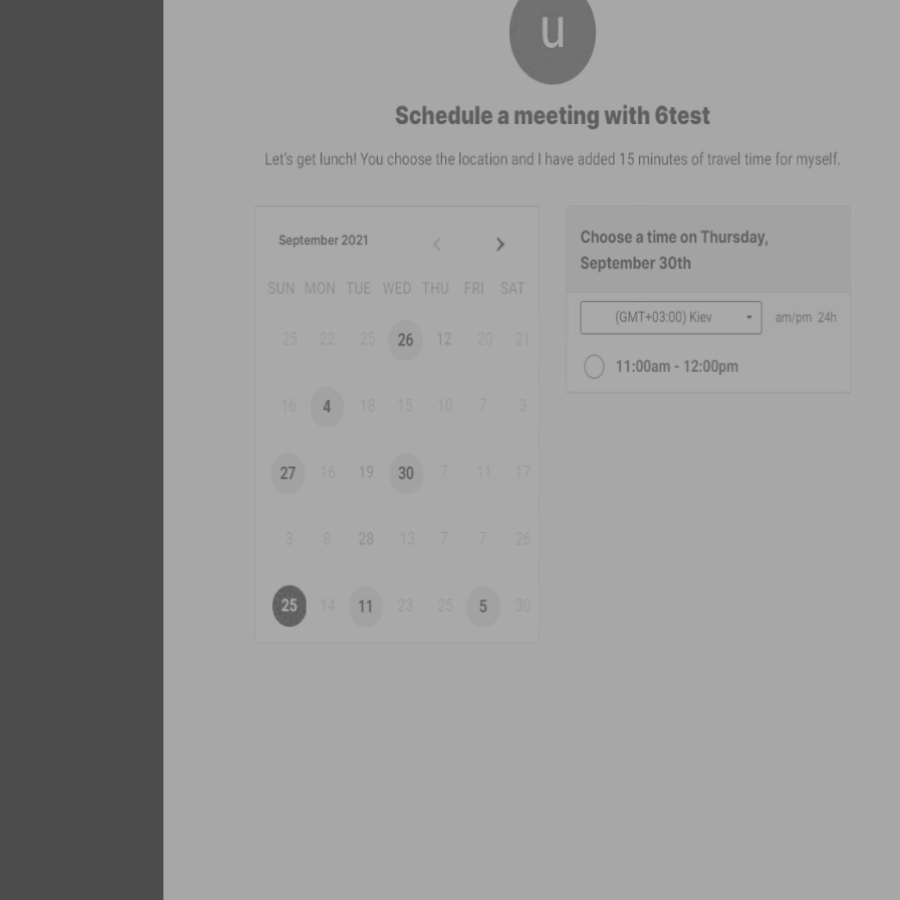 u
Schedule a meeting with 6test
Let's get lunch! You choose the location and I have added 15 minutes of travel time for myself.
September 2021
SUN MON TUE WED THU FRI SAT
25 22 25 26 12 20 21
16 4 18 15 10 7 3
27 16 19 30 7 11 17
3 8 28 13 7 7 26
25 14 11 23 25 5 30
Choose a time on Thursday,
September 30th
(GMT+03:00) Kiev am/pm 24h
11:00am - 12:00pm